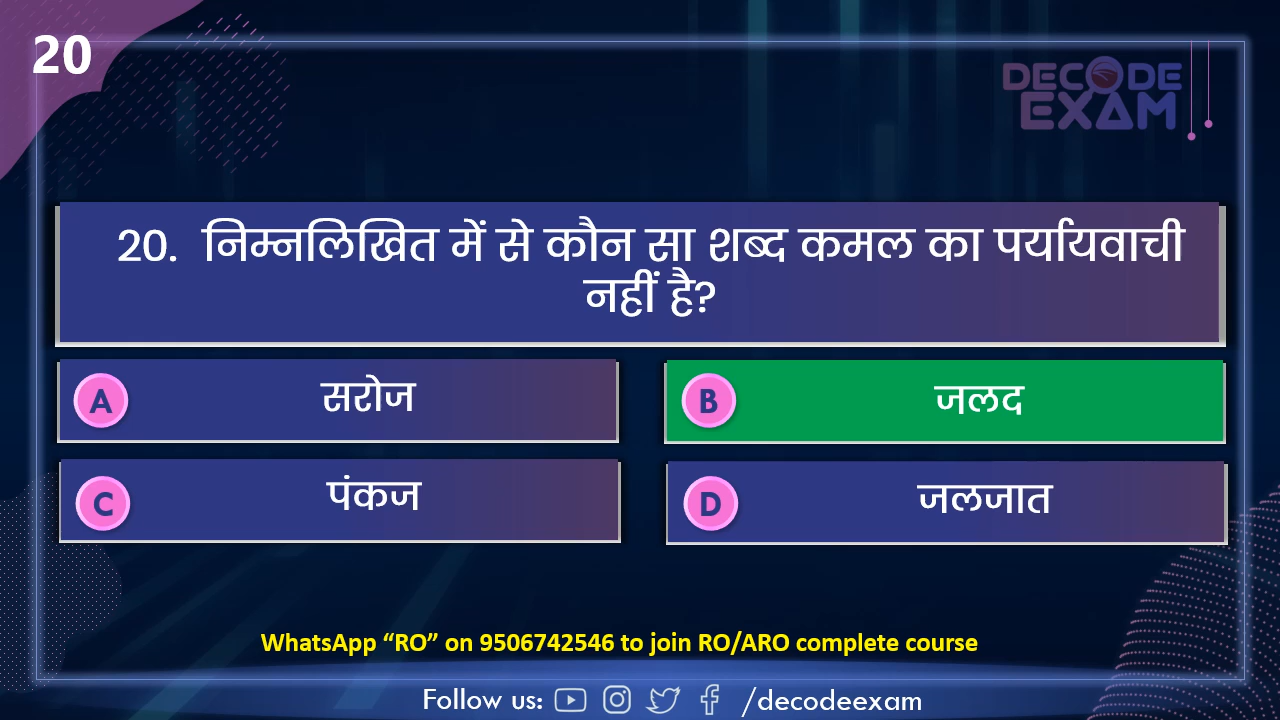 20
DECODE
EXAM
20. निम्नलिखित में से कौन सा शब्द कमल का पर्यायवाची
नहीं है?
A सरोज
B जलद
C पंकज
D जलजात
WhatsApp “RO” on 9506742546 to join RO/ARO complete course
Follow us: /decodeexam